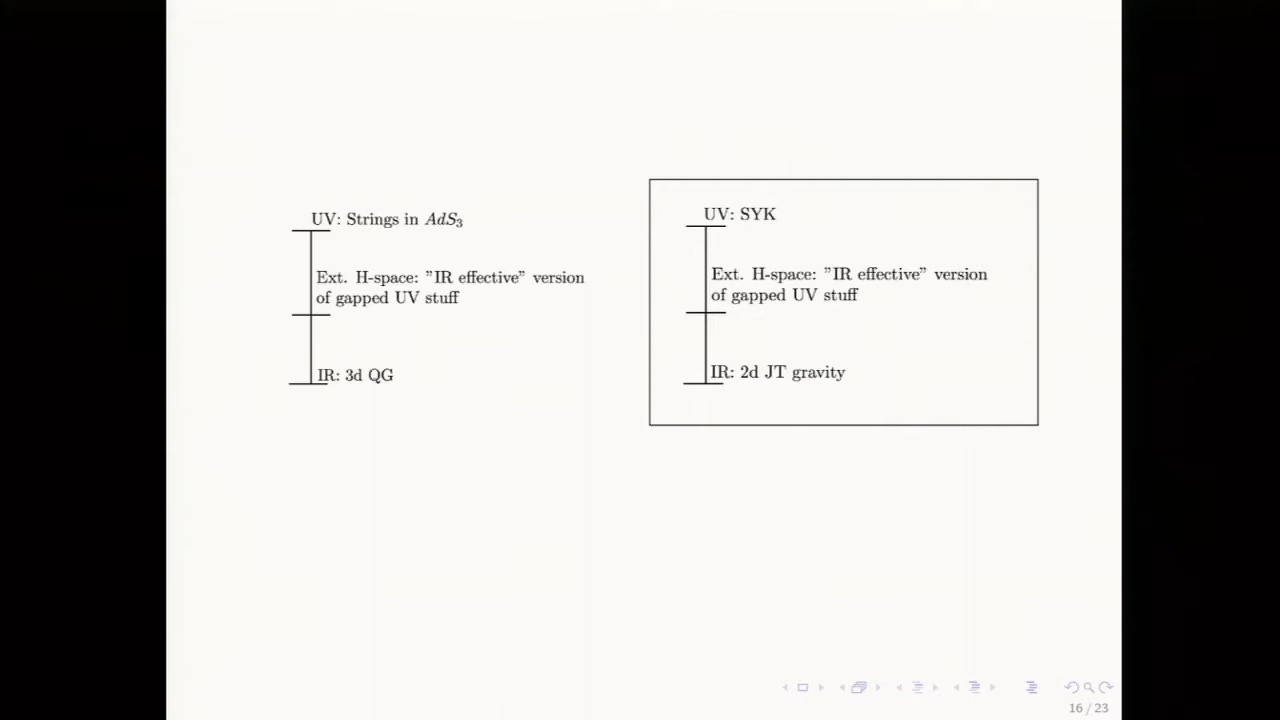 UV: Strings in AdS₃
Ext. H-space: ”IR effective” version
of gapped UV stuff
IR: 3d QG
UV: SYK
Ext. H-space: ”IR effective” version
of gapped UV stuff
IR: 2d JT gravity
16 / 23